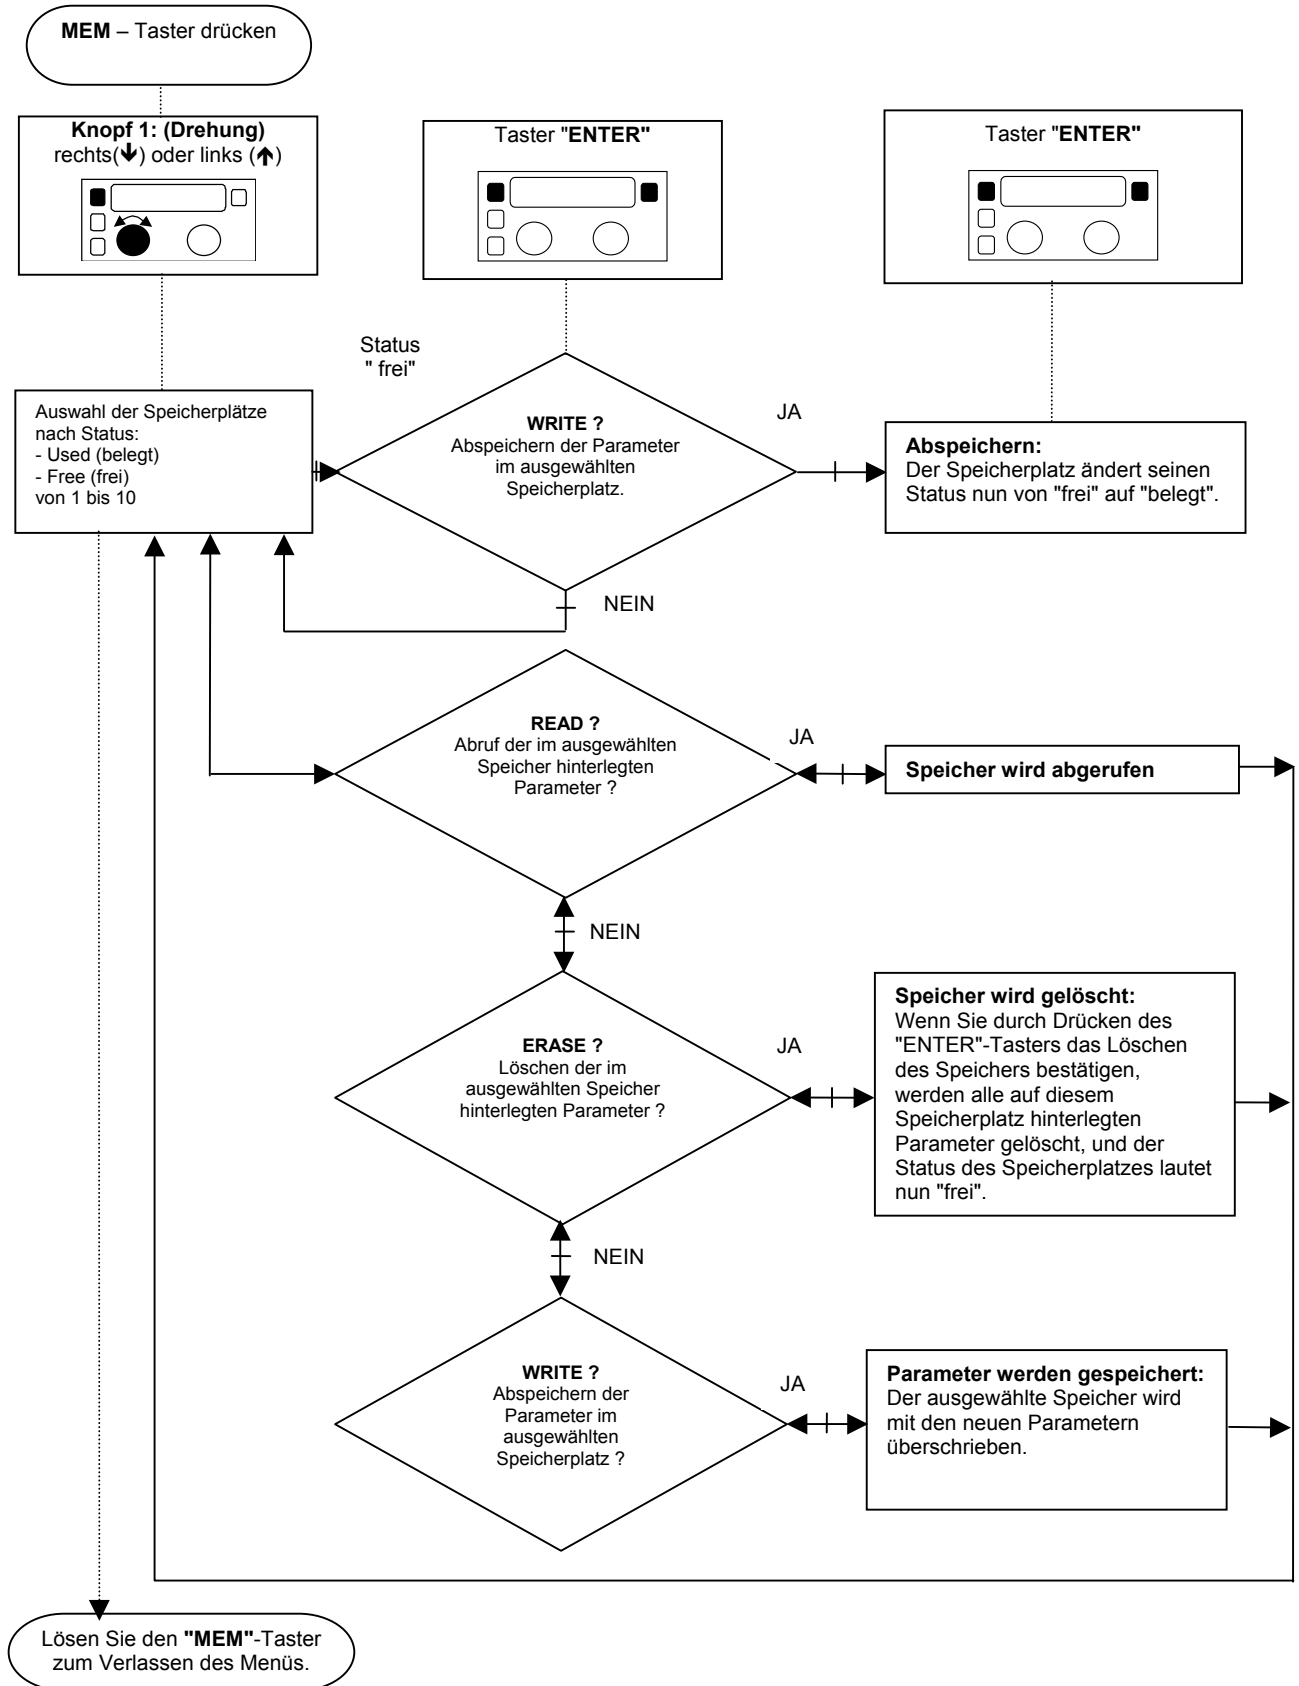 MEM – Taster drücken
Knopf 1: (Drehung)
rechts(🡻) oder links (🡹)
Taster "ENTER"
Taster "ENTER"
Status
" frei"
Auswahl der Speicherplätze
nach Status:
- Used (belegt)
- Free (frei)
von 1 bis 10
WRITE ?
Abspeichern der Parameter
im ausgewählten
Speicherplatz.
JA
Abspeichern:
Der Speicherplatz ändert seinen
Status nun von "frei" auf "belegt".
NEIN
READ ?
Abruf der im ausgewählten
Speicher hinterlegten
Parameter ?
JA
Speicher wird abgerufen
NEIN
ERASE ?
Löschen der im
ausgewählten Speicher
hinterlegten Parameter ?
JA
Speicher wird gelöscht:
Wenn Sie durch Drücken des
"ENTER"-Tasters das Löschen
des Speichers bestätigen,
werden alle auf diesem
Speicherplatz hinterlegten
Parameter gelöscht, und der
Status des Speicherplatzes lautet
nun "frei".
NEIN
WRITE ?
Abspeichern der
Parameter im
ausgewählten
Speicherplatz ?
JA
Parameter werden gespeichert:
Der ausgewählte Speicher wird
mit den neuen Parametern
überschrieben.
Lösen Sie den "MEM"-Taster
zum Verlassen des Menüs.